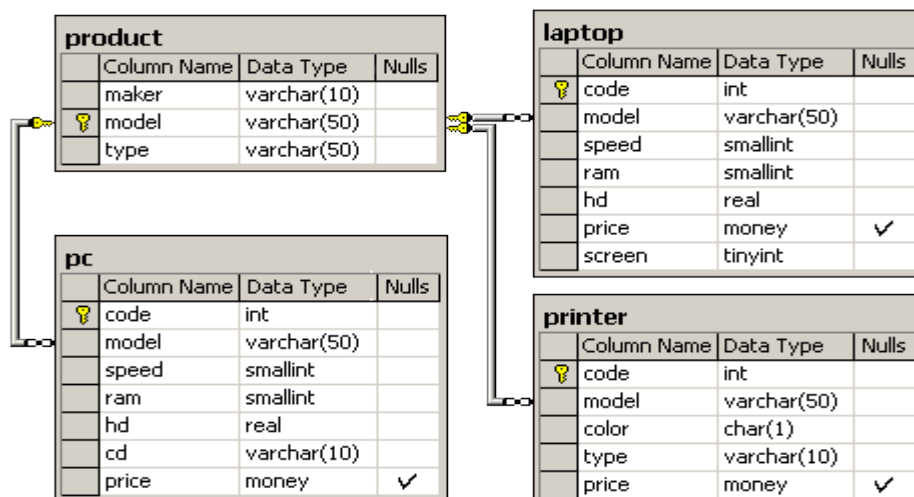 product
Column Name Data Type Nulls
maker varchar(10)
model varchar(50)
type varchar(50)
laptop
Column Name Data Type Nulls
code int
model varchar(50)
speed smallint
ram smallint
hd real
price money ✓
screen tinyint
pc
Column Name Data Type Nulls
code int
model varchar(50)
speed smallint
ram smallint
hd real
cd varchar(10)
price money ✓
printer
Column Name Data Type Nulls
code int
model varchar(50)
color char(1)
type varchar(10)
price money ✓